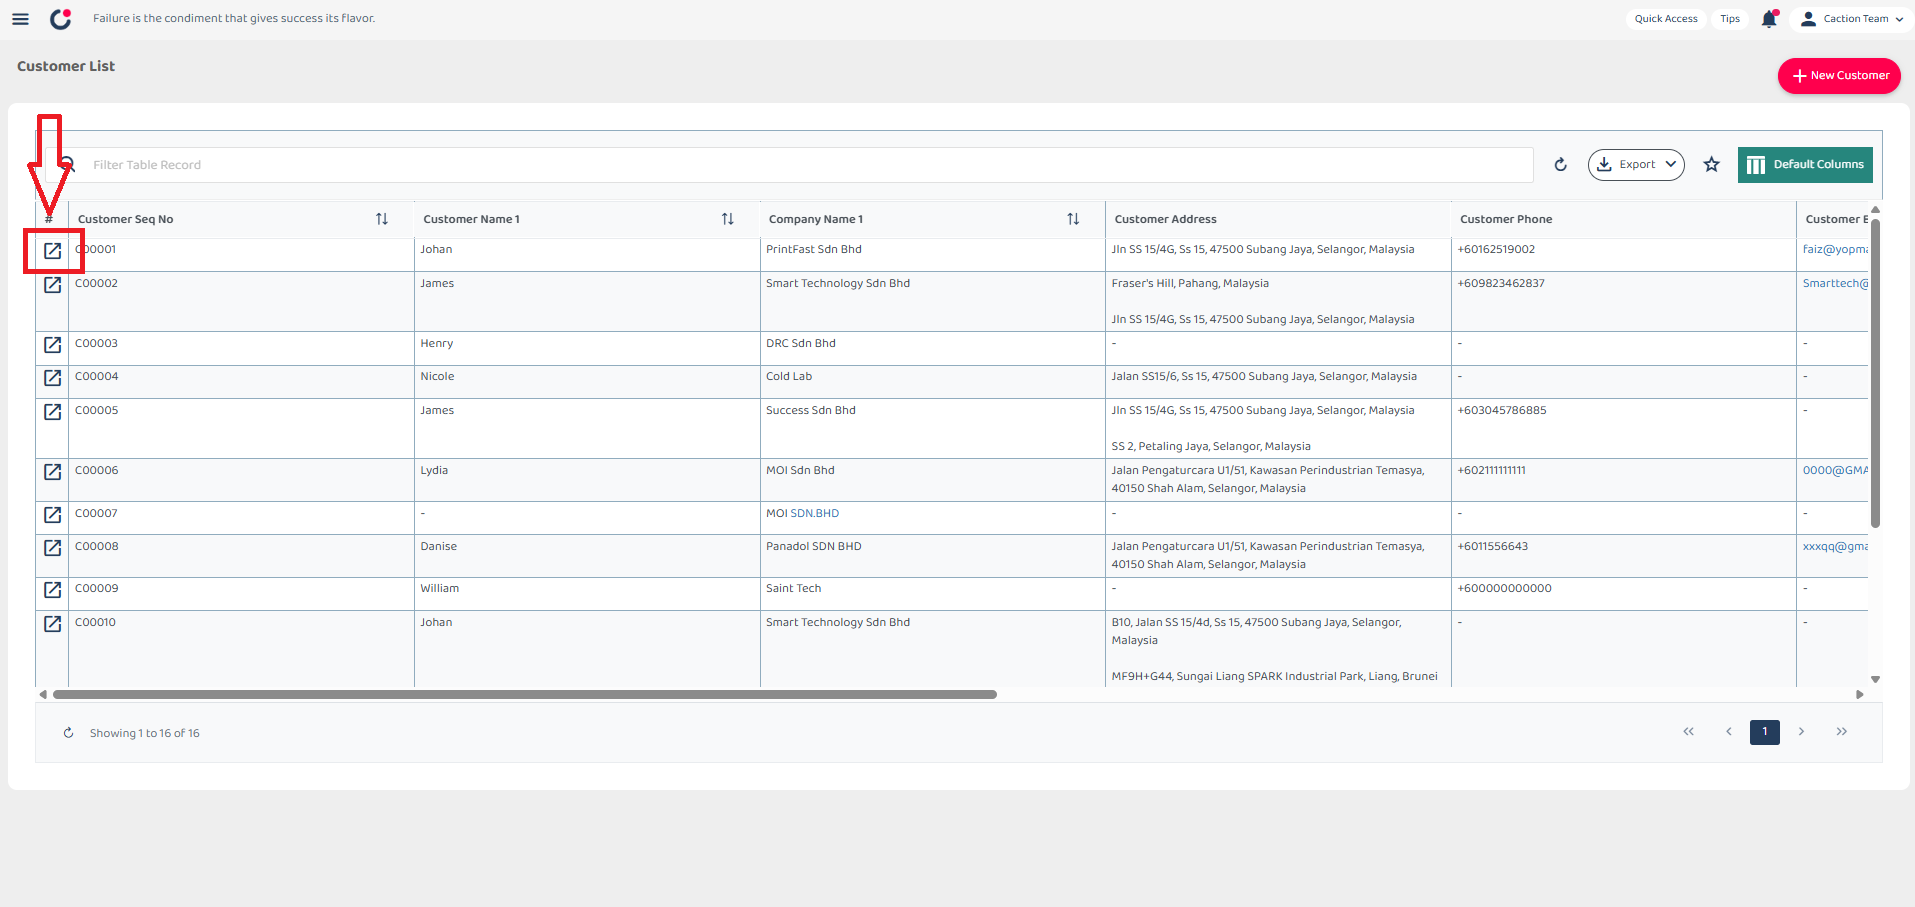 Failure is the condiment that gives success its flavor.
Quick Access
Tips
Caction Team
Customer List
New Customer
Filter Table Record
Export
Default Columns
# Customer Seq No Customer Name 1 Company Name 1 Customer Address Customer Phone Customer E
C00001 Johan PrintFast Sdn Bhd Jln SS 15/4G, Ss 15, 47500 Subang Jaya, Selangor, Malaysia +60162519002 faiz@yopma
C00002 James Smart Technology Sdn Bhd Fraser's Hill, Pahang, Malaysia +609823462837 Smarttech@
Jln SS 15/4G, Ss 15, 47500 Subang Jaya, Selangor, Malaysia
C00003 Henry DRC Sdn Bhd - - -
C00004 Nicole Cold Lab Jalan SS15/6, Ss 15, 47500 Subang Jaya, Selangor, Malaysia - -
C00005 James Success Sdn Bhd Jln SS 15/4G, Ss 15, 47500 Subang Jaya, Selangor, Malaysia +603045786885 -
SS 2, Petaling Jaya, Selangor, Malaysia
C00006 Lydia MOI Sdn Bhd Jalan Pengaturcara U1/51, Kawasan Perindustrian Temasya, +602111111111 0000@GMA
40150 Shah Alam, Selangor, Malaysia
C00007 - MOI SDN.BHD - - -
C00008 Danise Panadol SDN BHD Jalan Pengaturcara U1/51, Kawasan Perindustrian Temasya, +6011556643 xxxqq@gma
40150 Shah Alam, Selangor, Malaysia
C00009 William Saint Tech - +600000000000 -
C00010 Johan Smart Technology Sdn Bhd B10, Jalan SS 15/4d, Ss 15, 47500 Subang Jaya, Selangor, - -
Malaysia
MF9H+G44, Sungai Liang SPARK Industrial Park, Liang, Brunei
Showing 1 to 16 of 16
1